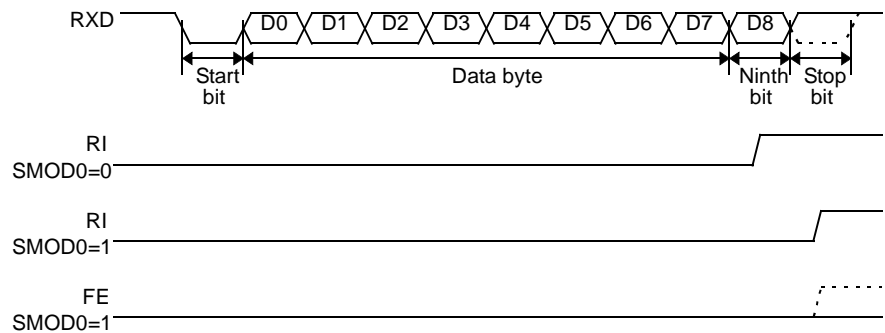 RXD D0 D1 D2 D3 D4 D5 D6 D7 D8
Start bit Data byte Ninth bit Stop bit
RI
SMOD0=0
RI
SMOD0=1
FE
SMOD0=1